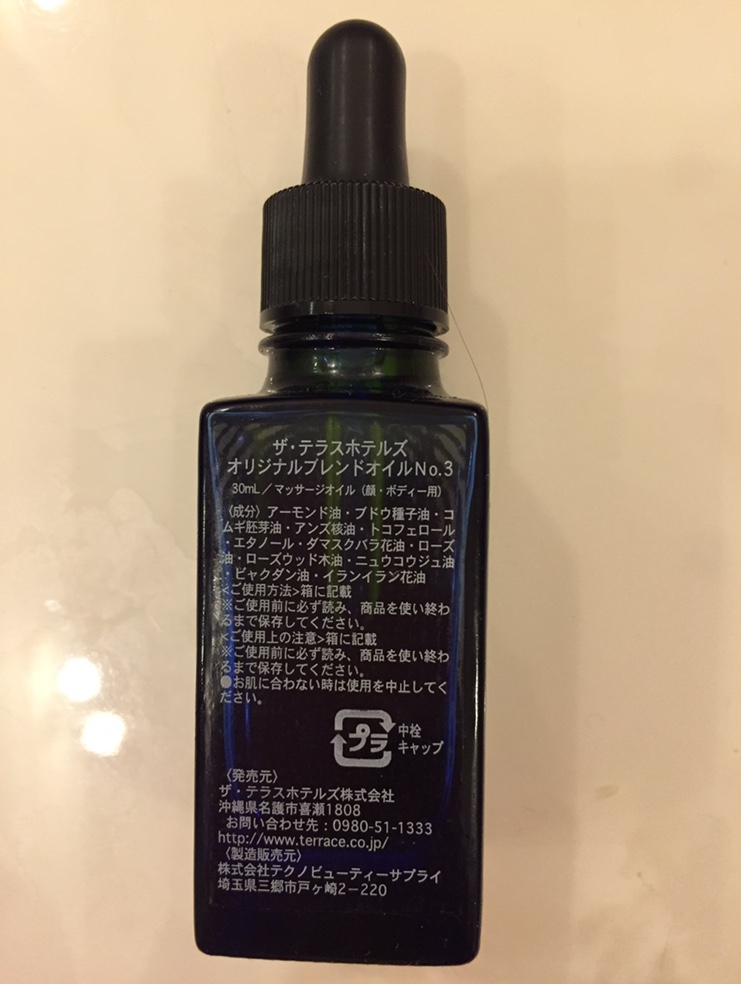 ザ・テラスホテルズ
オリジナルブレンドオイルNo.3
30mL／マッサージオイル（顔・ボディー用）
〈成分〉アーモンド油・ブドウ種子油・コ
ムギ胚芽油・アンズ核油・トコフェロール
・エタノール・ダマスクバラ花油・ローズ
油・ローズウッド木油・ニュウコウジュ油
・ビャクダン油・イランイラン花油
<ご使用方法>箱に記載
※ご使用前に必ず読み、商品を使い終わ
るまで保存してください。
<ご使用上の注意>箱に記載
※ご使用前に必ず読み、商品を使い終わ
るまで保存してください。
●お肌に合わない時は使用を中止してく
ださい。
プラ
中栓
キャップ
〈発売元〉
ザ・テラスホテルズ株式会社
沖縄県名護市喜瀬1808
お問い合わせ先：0980-51-1333
http://www.terrace.co.jp/
〈製造販売元〉
株式会社テクノビューティーサプライ
埼玉県三郷市戸ヶ崎2－220